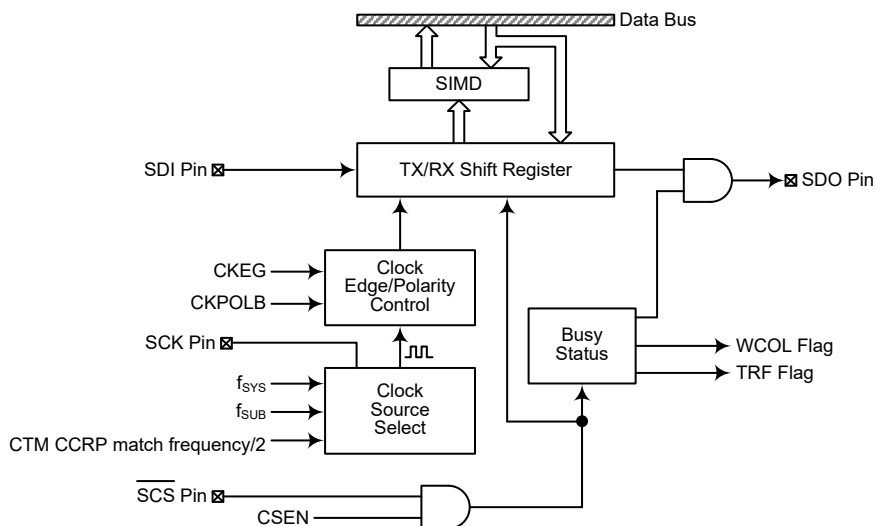 Data Bus
SIMD
SDI Pin
TX/RX Shift Register
SDO Pin
CKEG
CKPOLB
Clock
Edge/Polarity
Control
SCK Pin
Busy
Status
WCOL Flag
TRF Flag
fSYS
fSUB
CTM CCRP match frequency/2
Clock
Source
Select
SCS Pin
CSEN